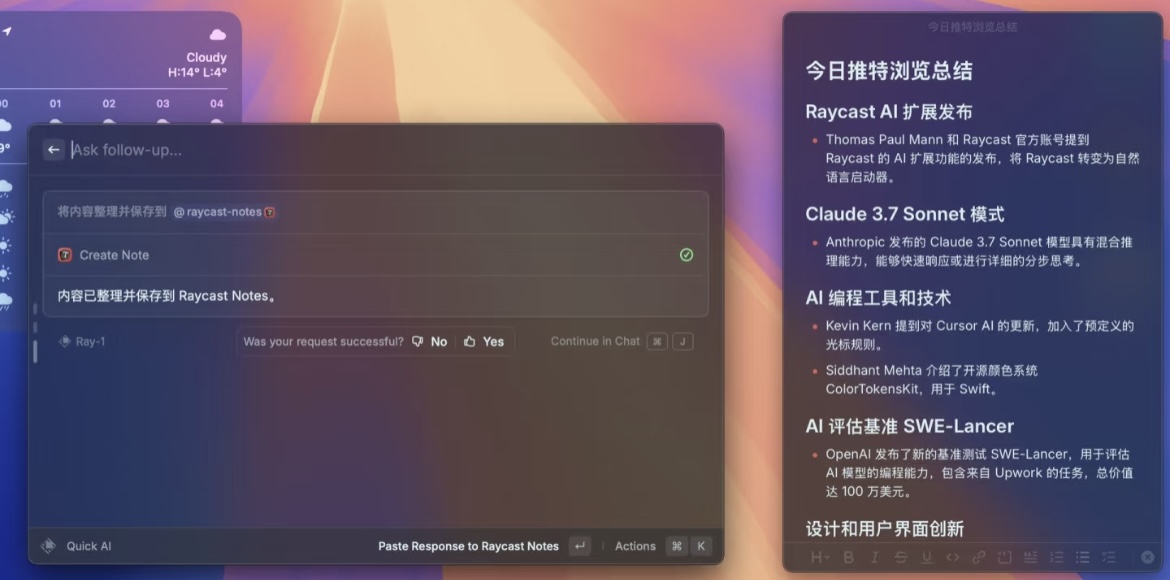 Cloudy
H:14° L:4°
00 01 02 03 04
9°
Ask follow-up...
将内容整理并保存到 @raycast-notes
Create Note
内容已整理并保存到 Raycast Notes。
Ray-1
Was your request successful? No Yes
Continue in Chat ⌘ J
Quick AI
Paste Response to Raycast Notes ↵ Actions ⌘ K
今日推特浏览总结
今日推特浏览总结
Raycast AI 扩展发布
• Thomas Paul Mann 和 Raycast 官方账号提到
Raycast 的 AI 扩展功能的发布，将 Raycast 转变为自然
语言启动器。
Claude 3.7 Sonnet 模式
• Anthropic 发布的 Claude 3.7 Sonnet 模型具有混合推
理能力，能够快速响应或进行详细的分步思考。
AI 编程工具和技术
• Kevin Kern 提到对 Cursor AI 的更新，加入了预定义的
光标规则。
• Siddhant Mehta 介绍了开源颜色系统
ColorTokensKit，用于 Swift。
AI 评估基准 SWE-Lancer
• OpenAI 发布了新的基准测试 SWE-Lancer，用于评估
AI 模型的编程能力，包含来自 Upwork 的任务，总价值
达 100 万美元。
设计和用户界面创新
H B I S U